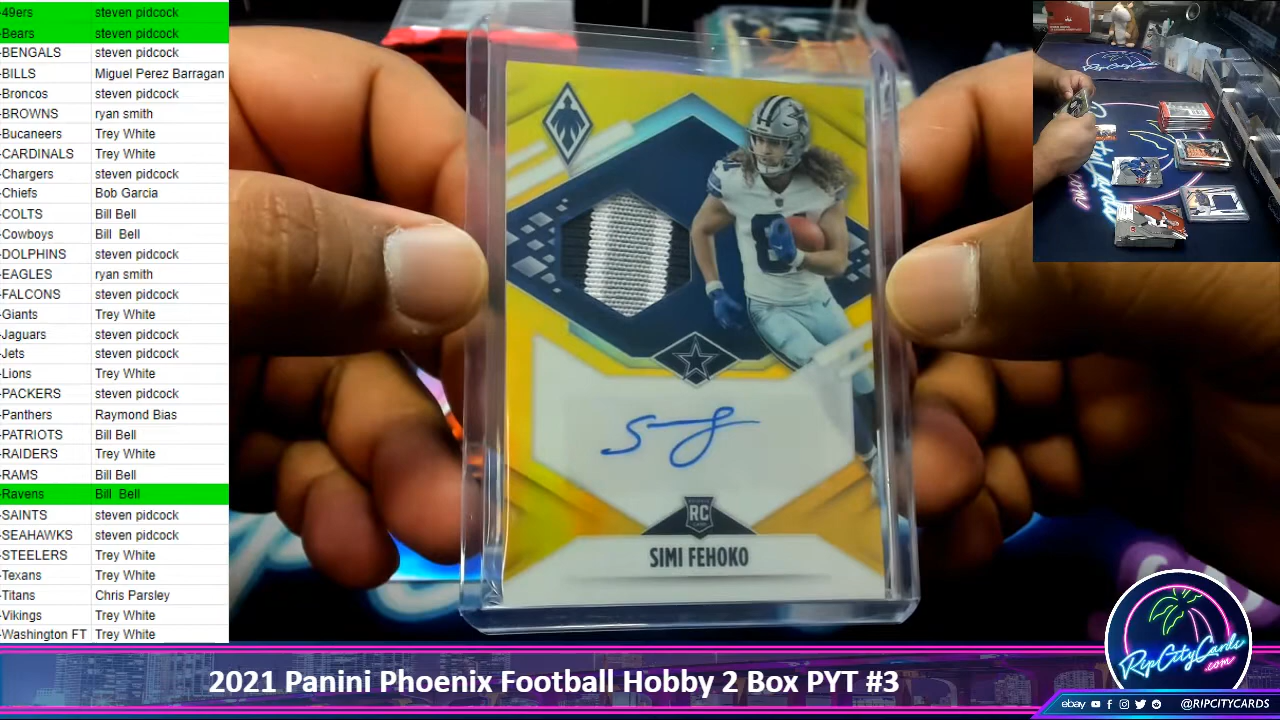 -49ers steven pidcock
-Bears steven pidcock
-BENGALS steven pidcock
-BILLS Miguel Perez Barragan
-Broncos steven pidcock
-BROWNS ryan smith
-Bucaneers Trey White
-CARDINALS Trey White
-Chargers steven pidcock
-Chiefs Bob Garcia
-COLTS Bill Bell
-Cowboys Bill Bell
-DOLPHINS steven pidcock
-EAGLES ryan smith
-FALCONS steven pidcock
-Giants Trey White
-Jaguars steven pidcock
-Jets steven pidcock
-Lions Trey White
-PACKERS steven pidcock
-Panthers Raymond Bias
-PATRIOTS Bill Bell
-RAIDERS Trey White
-RAMS Bill Bell
-Ravens Bill Bell
-SAINTS steven pidcock
-SEAHAWKS steven pidcock
-STEELERS Trey White
-Texans Trey White
-Titans Chris Parsley
-Vikings Trey White
-Washington FT Trey White
8
RC
SIMI FEHOKO
2021 Panini Phoenix Football Hobby 2 Box PYT #3
RipCityCards
.com
ebay @RIPCITYCARDS